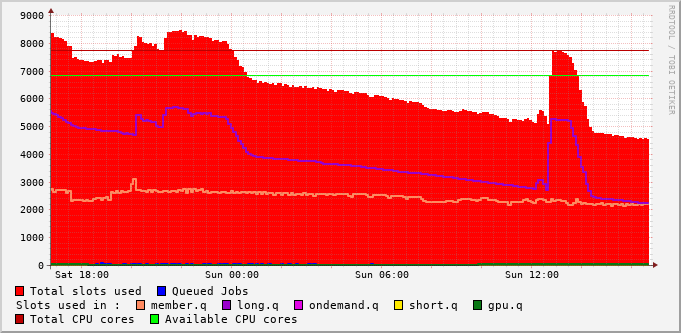 RRDTOOL / TOBI OETIKER
9000
8000
7000
6000
5000
4000
3000
2000
1000
0
Sat 18:00 Sun 00:00 Sun 06:00 Sun 12:00
Total slots used Queued Jobs
Slots used in : member.q long.q ondemand.q short.q gpu.q
Total CPU cores Available CPU cores